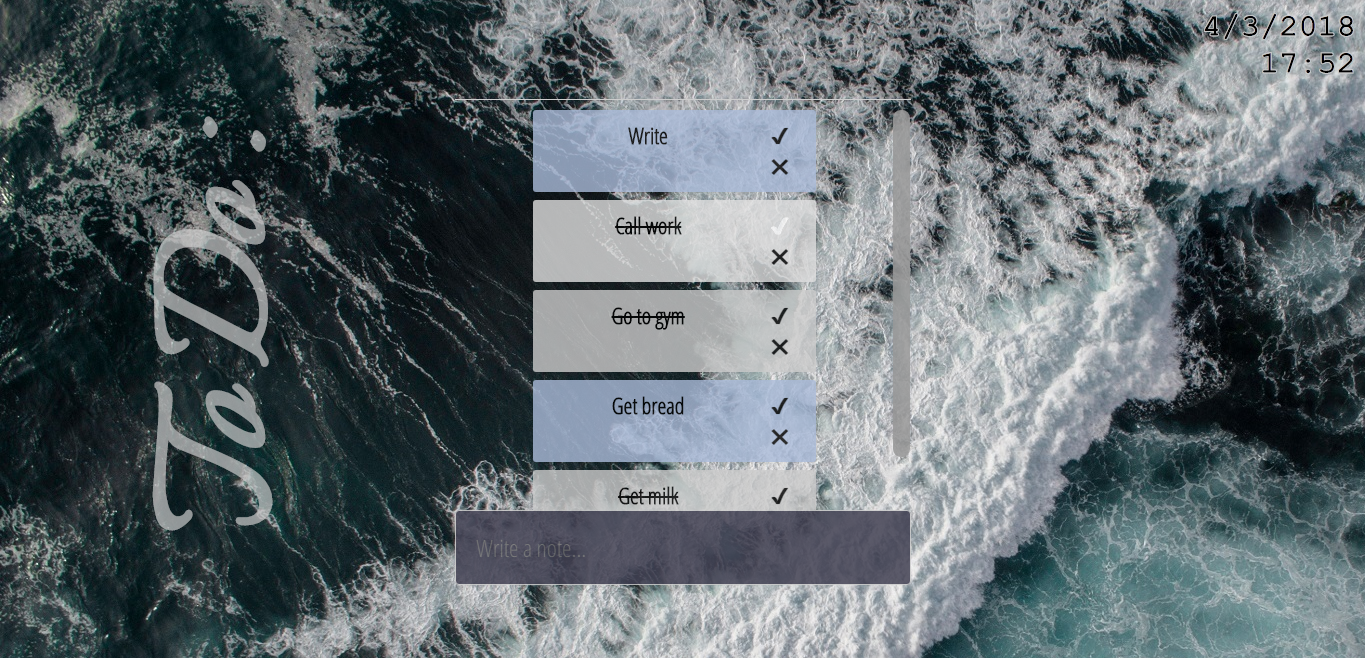 4/3/2018
17:52
To Do:
Write
Call work
Go to gym
Get bread
Get milk
Write a note...